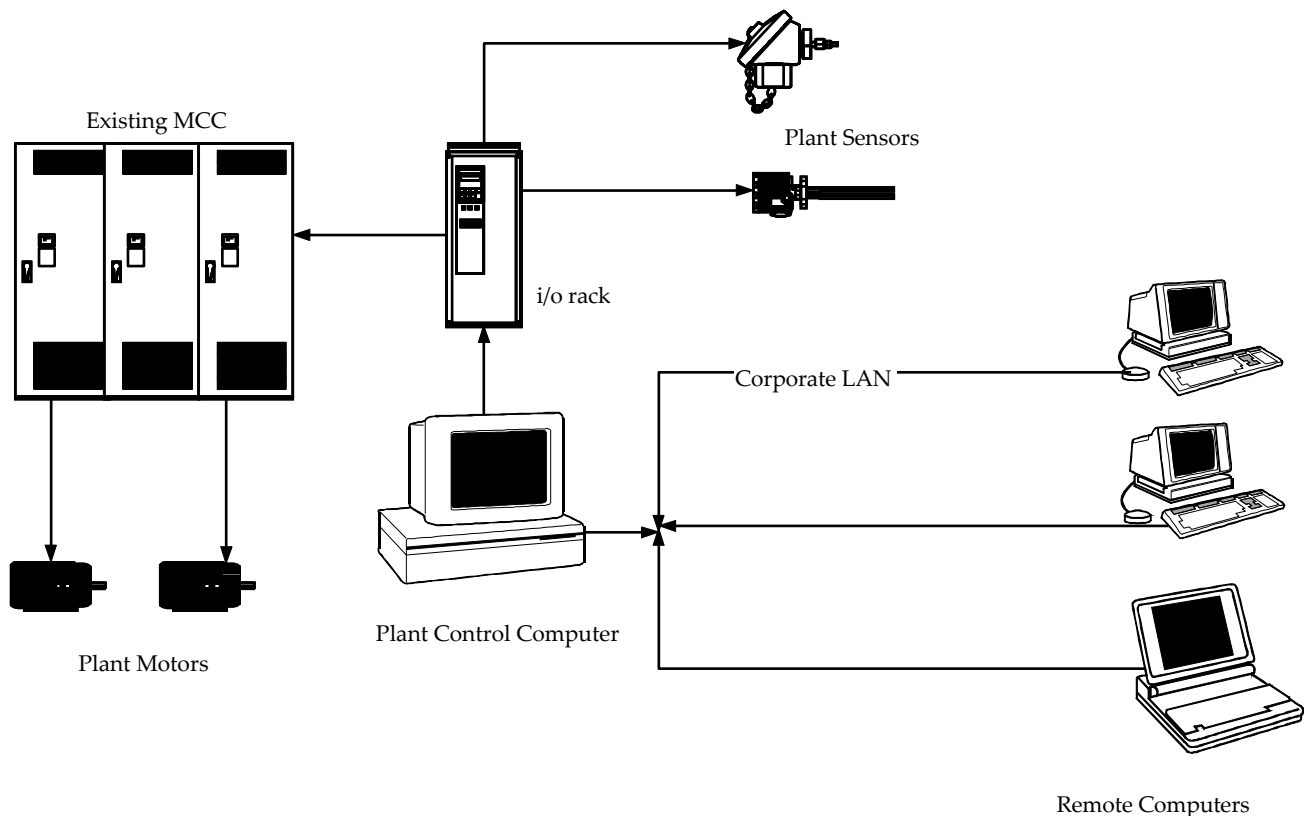 Existing MCC
Plant Sensors
i/o rack
Corporate LAN
Plant Control Computer
Plant Motors
Remote Computers